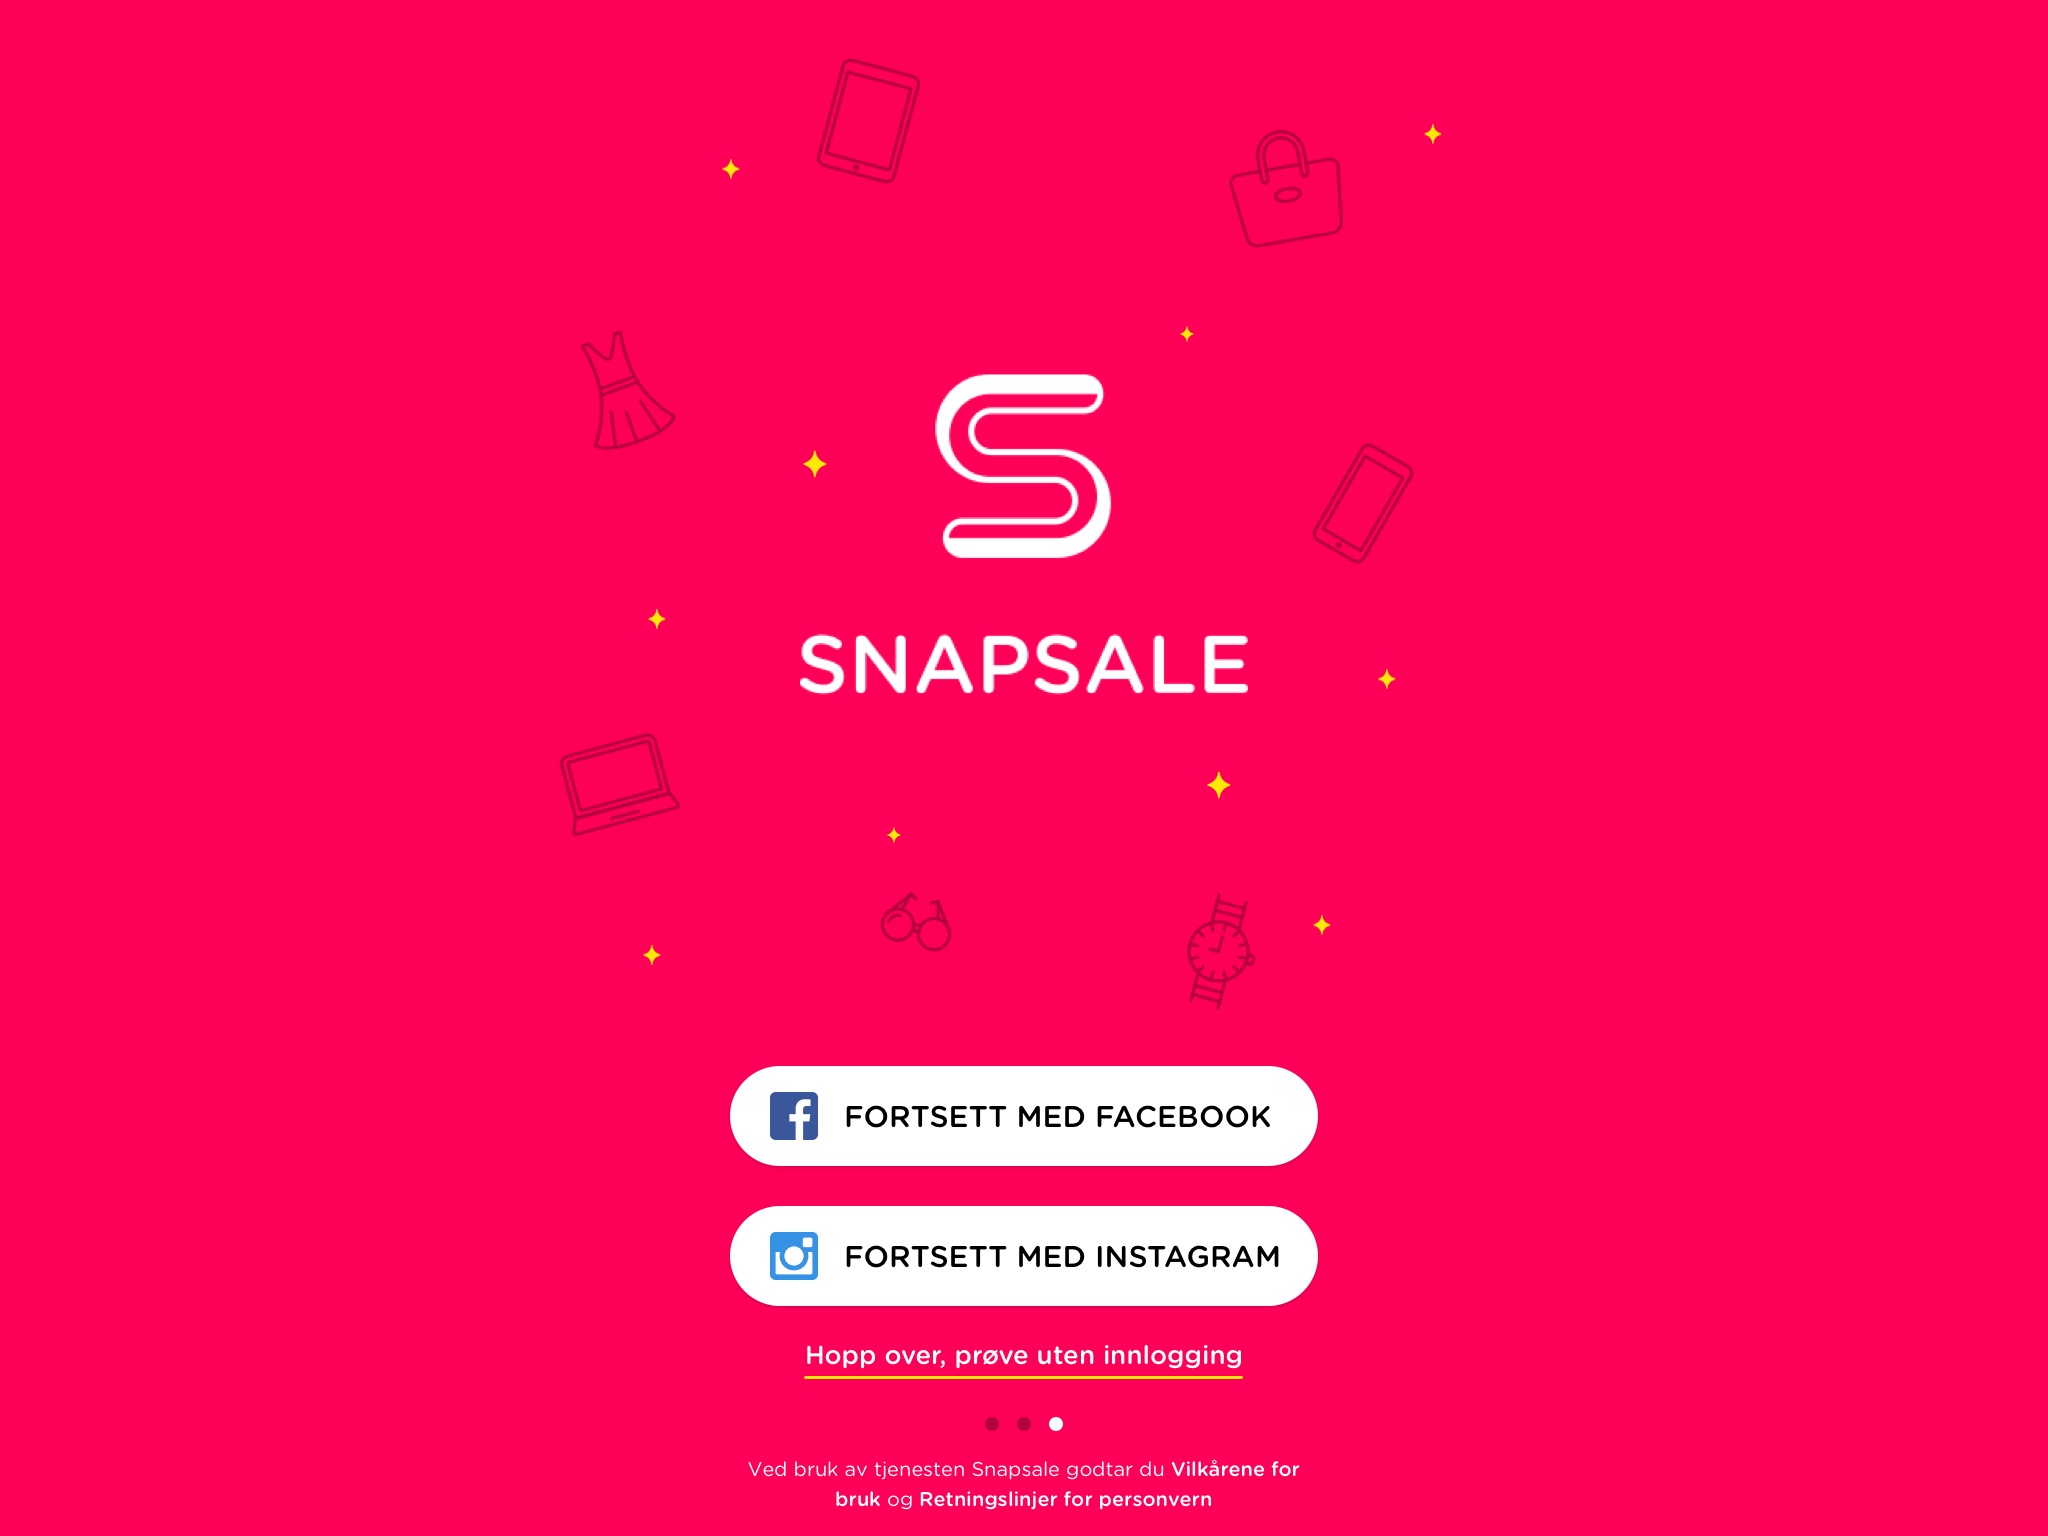 SNAPSALE
FORTSETT MED FACEBOOK
FORTSETT MED INSTAGRAM
Hopp over, prøve uten innlogging
Ved bruk av tjenesten Snapsale godtar du Vilkårene for
bruk og Retningslinjer for personvern